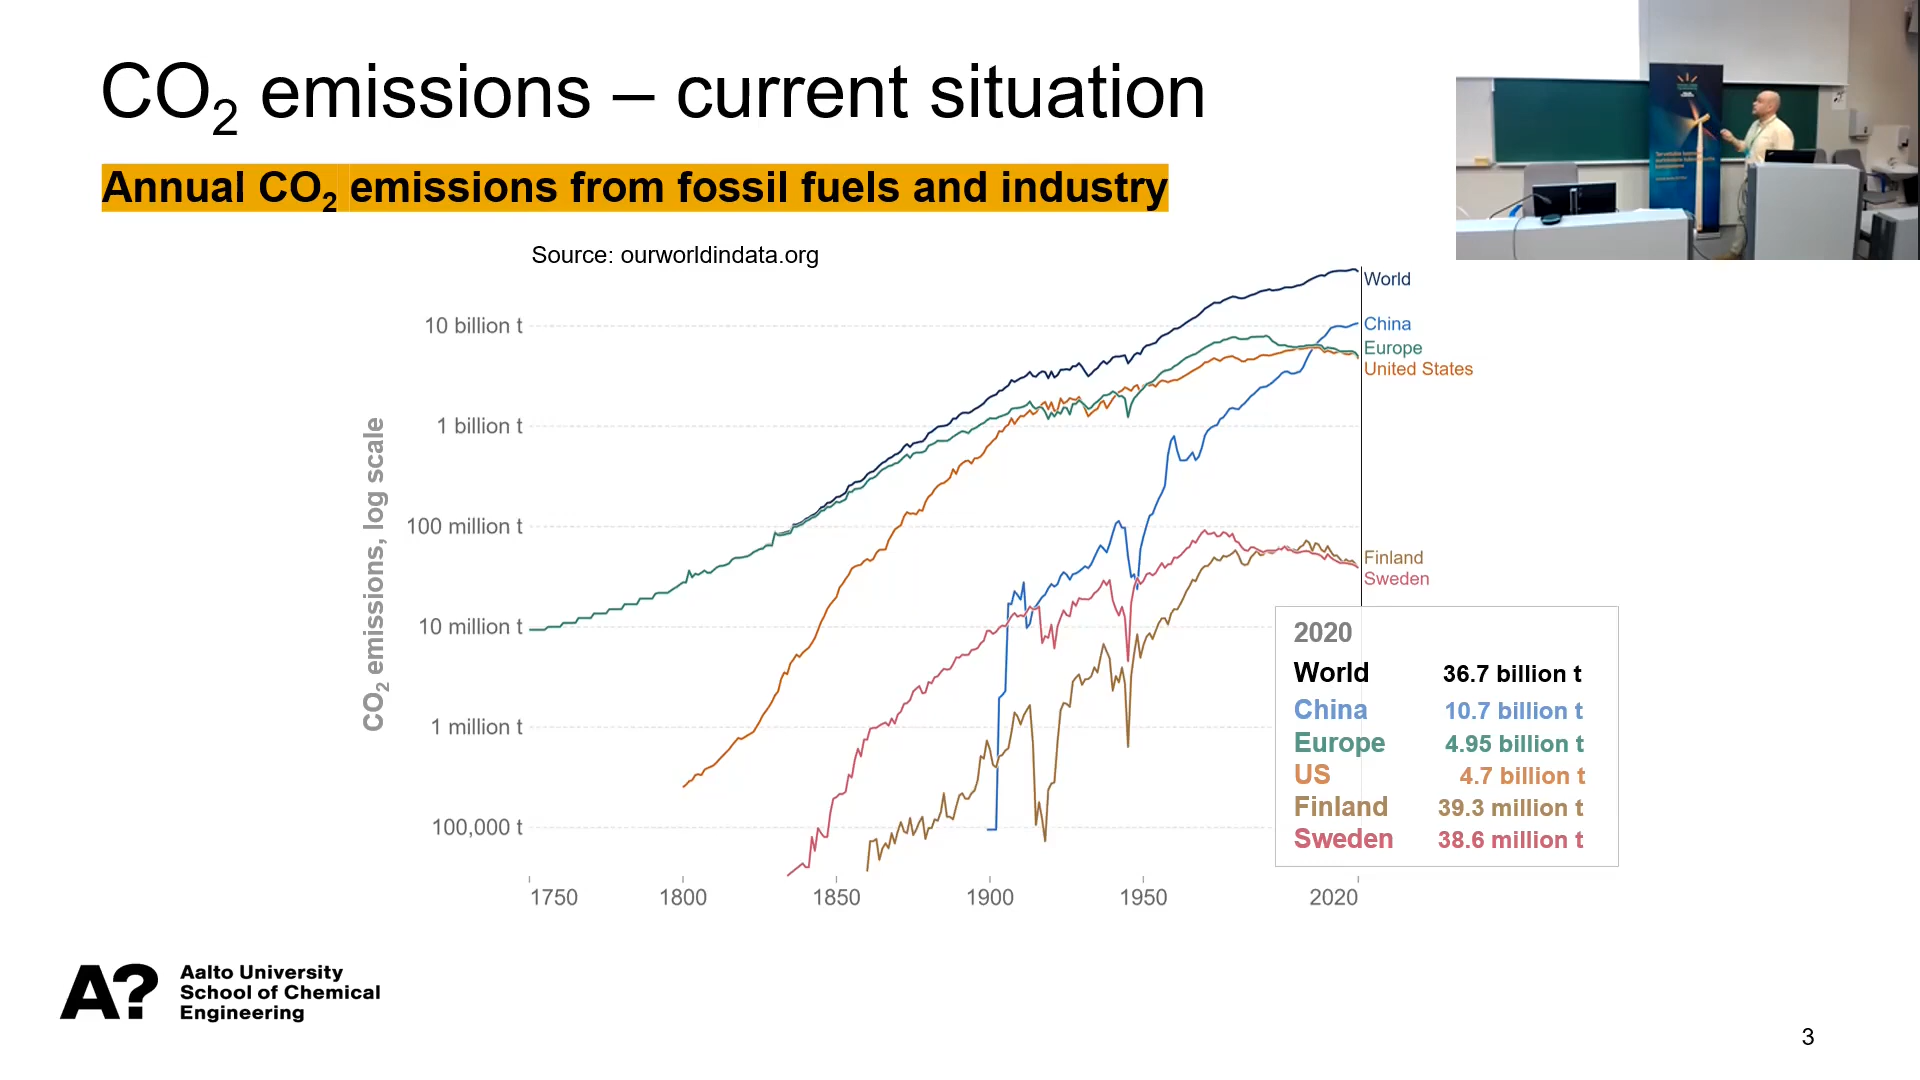 CO2 emissions – current situation
Annual CO2 emissions from fossil fuels and industry
Source: ourworldindata.org
CO2 emissions, log scale
10 billion t
1 billion t
100 million t
10 million t
1 million t
100,000 t
1750
1800
1850
1900
1950
2020
World
China
Europe
United States
Finland
Sweden
2020
World 36.7 billion t
China 10.7 billion t
Europe 4.95 billion t
US 4.7 billion t
Finland 39.3 million t
Sweden 38.6 million t
A?
Aalto University
School of Chemical
Engineering
3